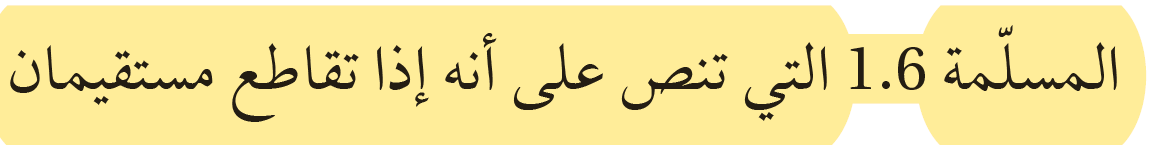 المسلّمة 1.6 التي تنص على أنه إذا تقاطع مستقيمان